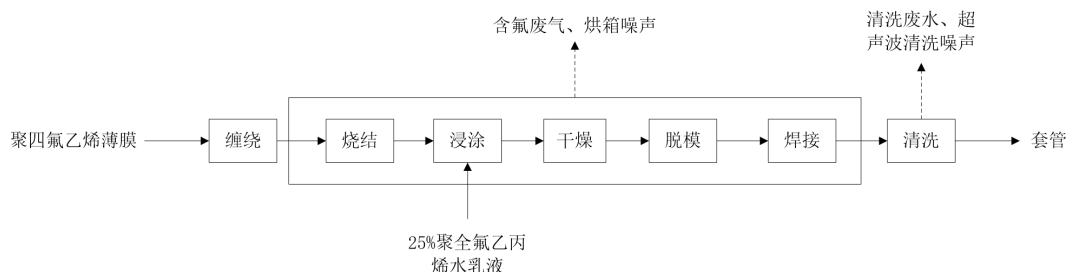 含氟废气、烘箱噪声
清洗废水、超
声波清洗噪声
聚四氟乙烯薄膜
缠绕
烧结
浸涂
干燥
脱模
焊接
清洗
套管
25%聚全氟乙丙
烯水乳液